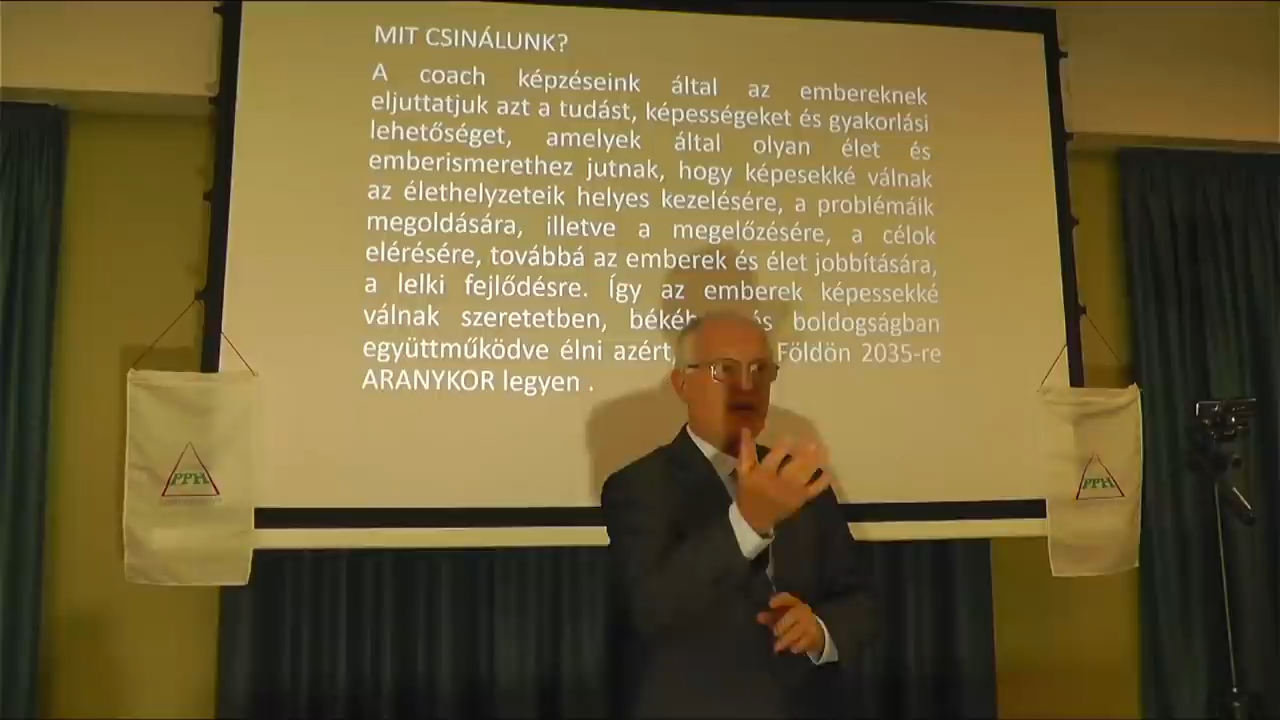 MIT CSINÁLUNK?
A coach képzéseink által az embereknek
eljuttatjuk azt a tudást, képességeket és gyakorlási
lehetőséget, amelyek által olyan élet és
emberismerethez jutnak, hogy képesekké válnak
az élethelyzeteik helyes kezelésére, a problémáik
megoldására, illetve a megelőzésére, a célok
elérésére, továbbá az emberek és élet jobbítására,
a lelki fejlődésre. Így az emberek képessekké
válnak szeretetben, és boldogságban
együttműködve élni azért, Földön 2035-re
ARANYKOR legyen .
PPH
PPH